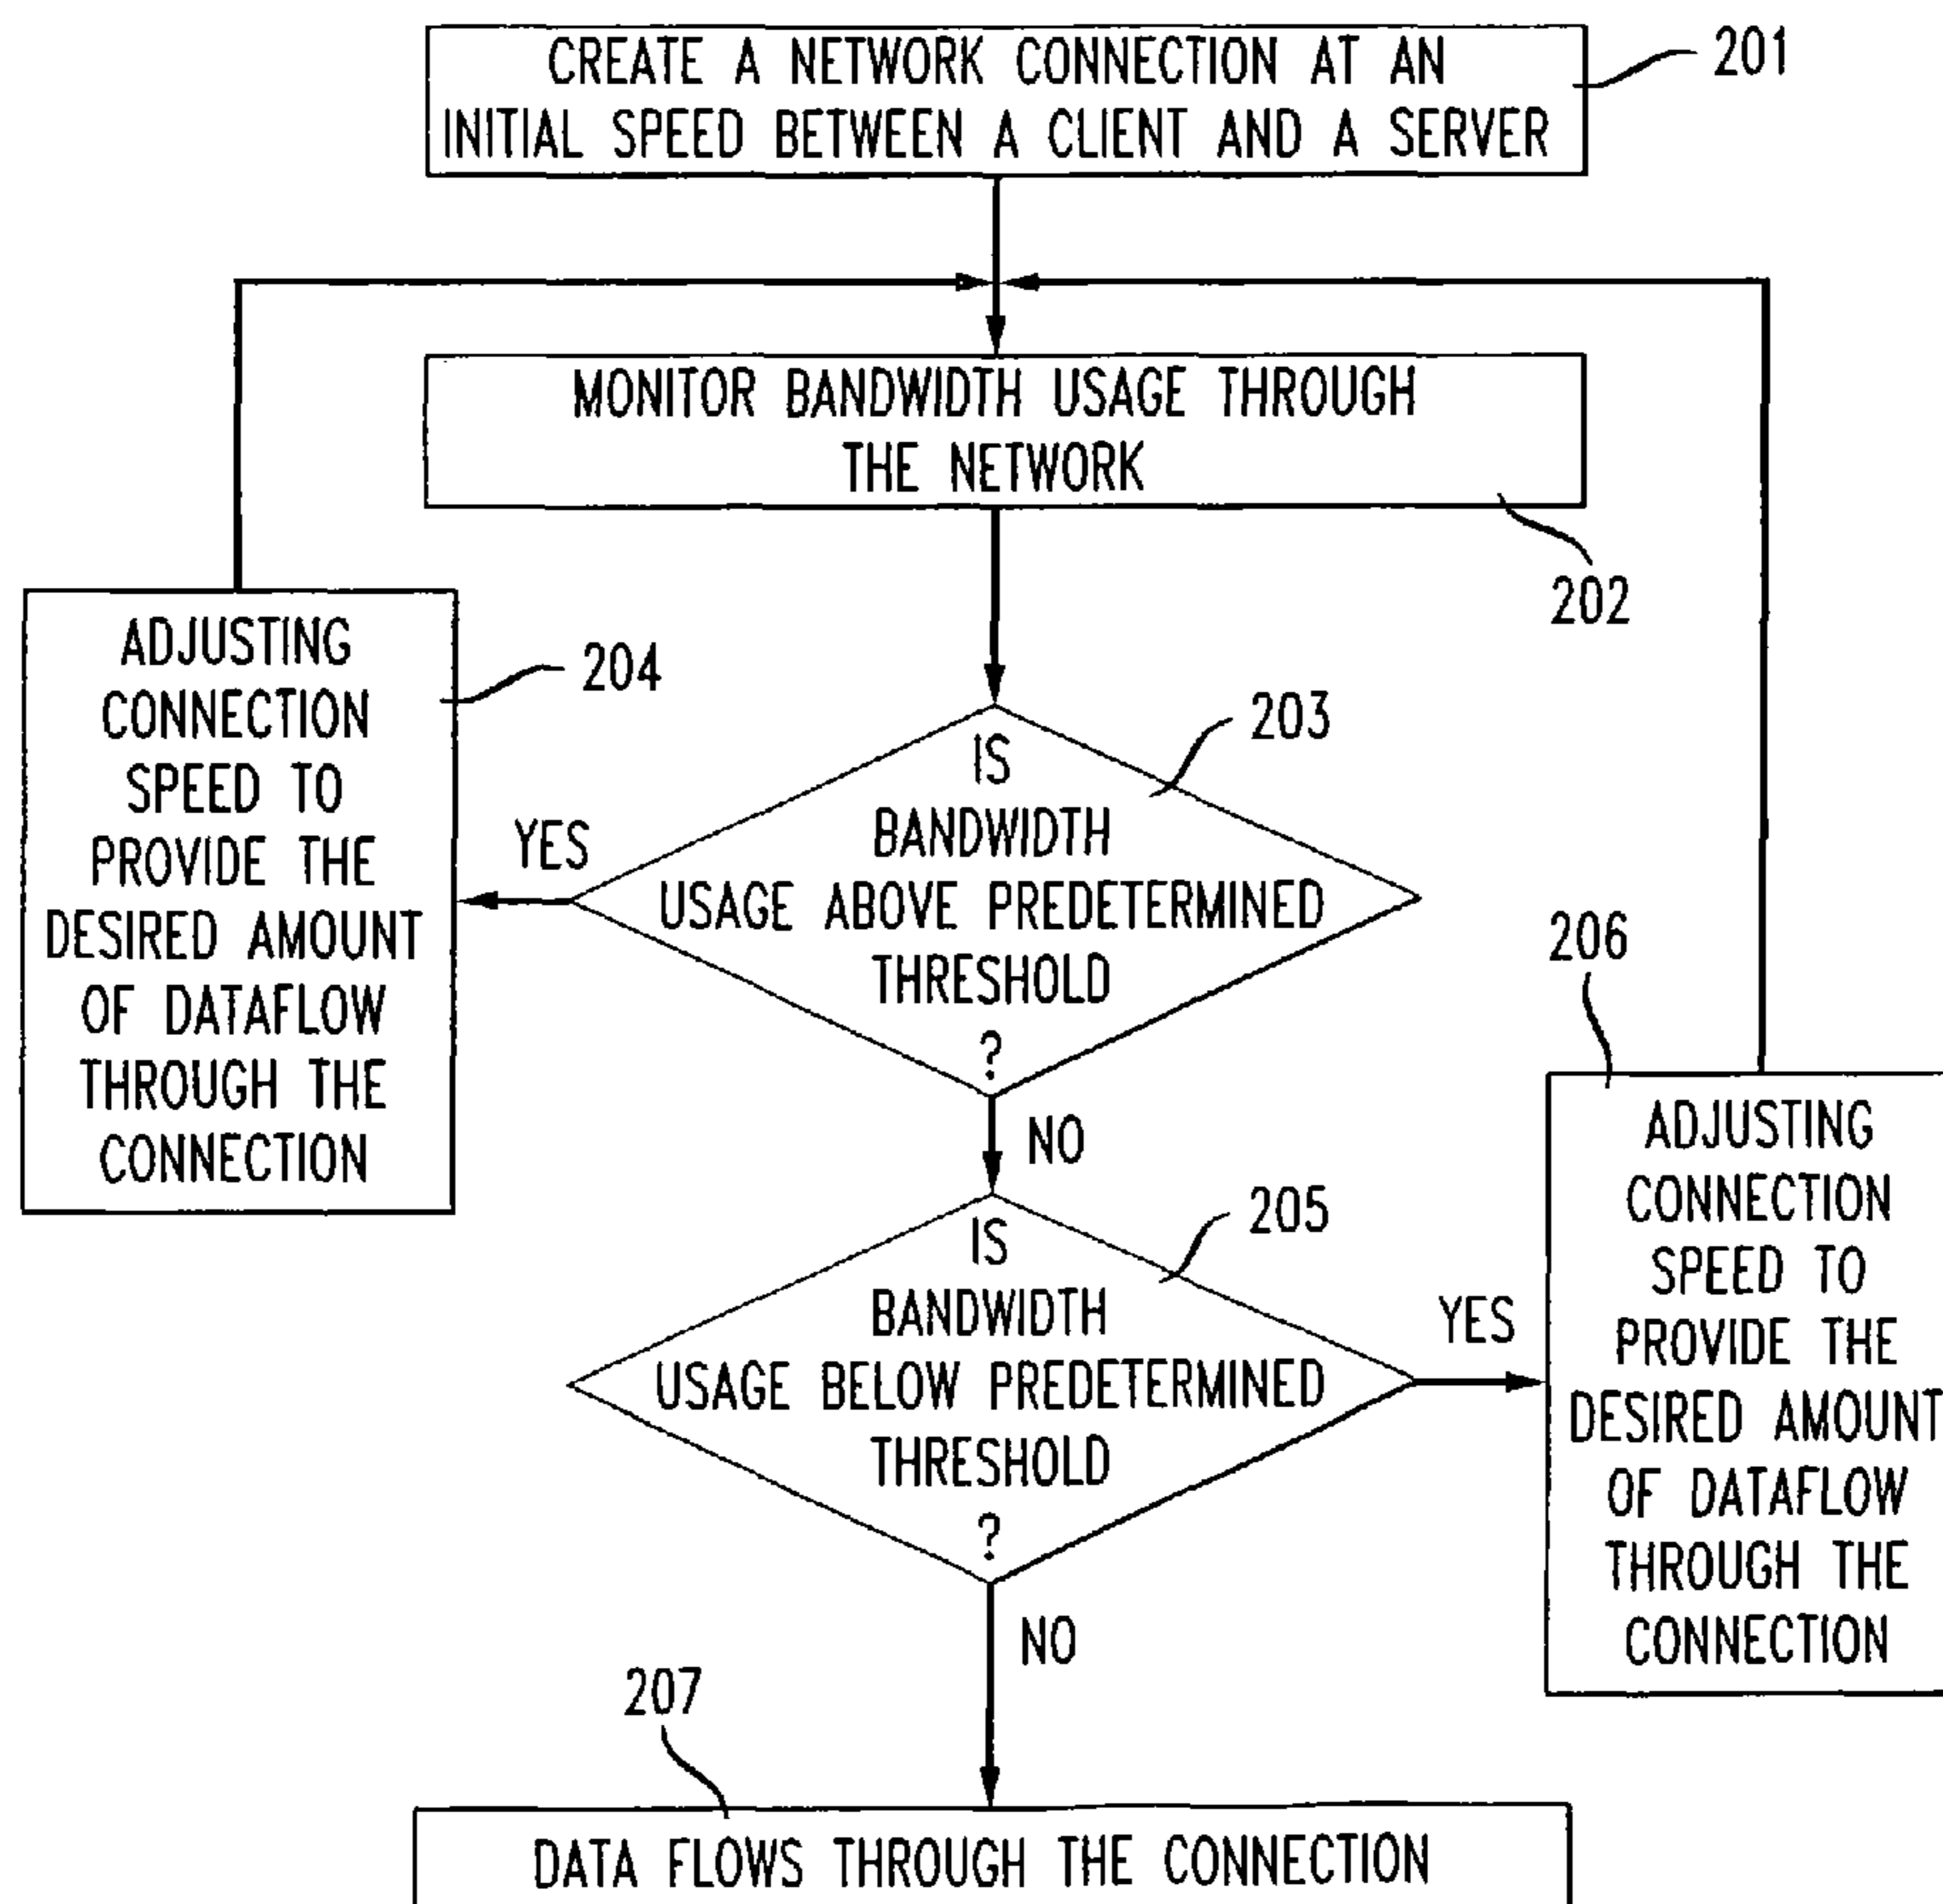 CREATE A NETWORK CONNECTION AT AN
INITIAL SPEED BETWEEN A CLIENT AND A SERVER
201
MONITOR BANDWIDTH USAGE THROUGH
THE NETWORK
202
ADJUSTING
CONNECTION
SPEED TO
PROVIDE THE
DESIRED AMOUNT
OF DATAFLOW
THROUGH THE
CONNECTION
204
YES
IS
BANDWIDTH
USAGE ABOVE PREDETERMINED
THRESHOLD
?
203
NO
IS
BANDWIDTH
USAGE BELOW PREDETERMINED
THRESHOLD
?
205
YES
206
ADJUSTING
CONNECTION
SPEED TO
PROVIDE THE
DESIRED AMOUNT
OF DATAFLOW
THROUGH THE
CONNECTION
NO
207
DATA FLOWS THROUGH THE CONNECTION